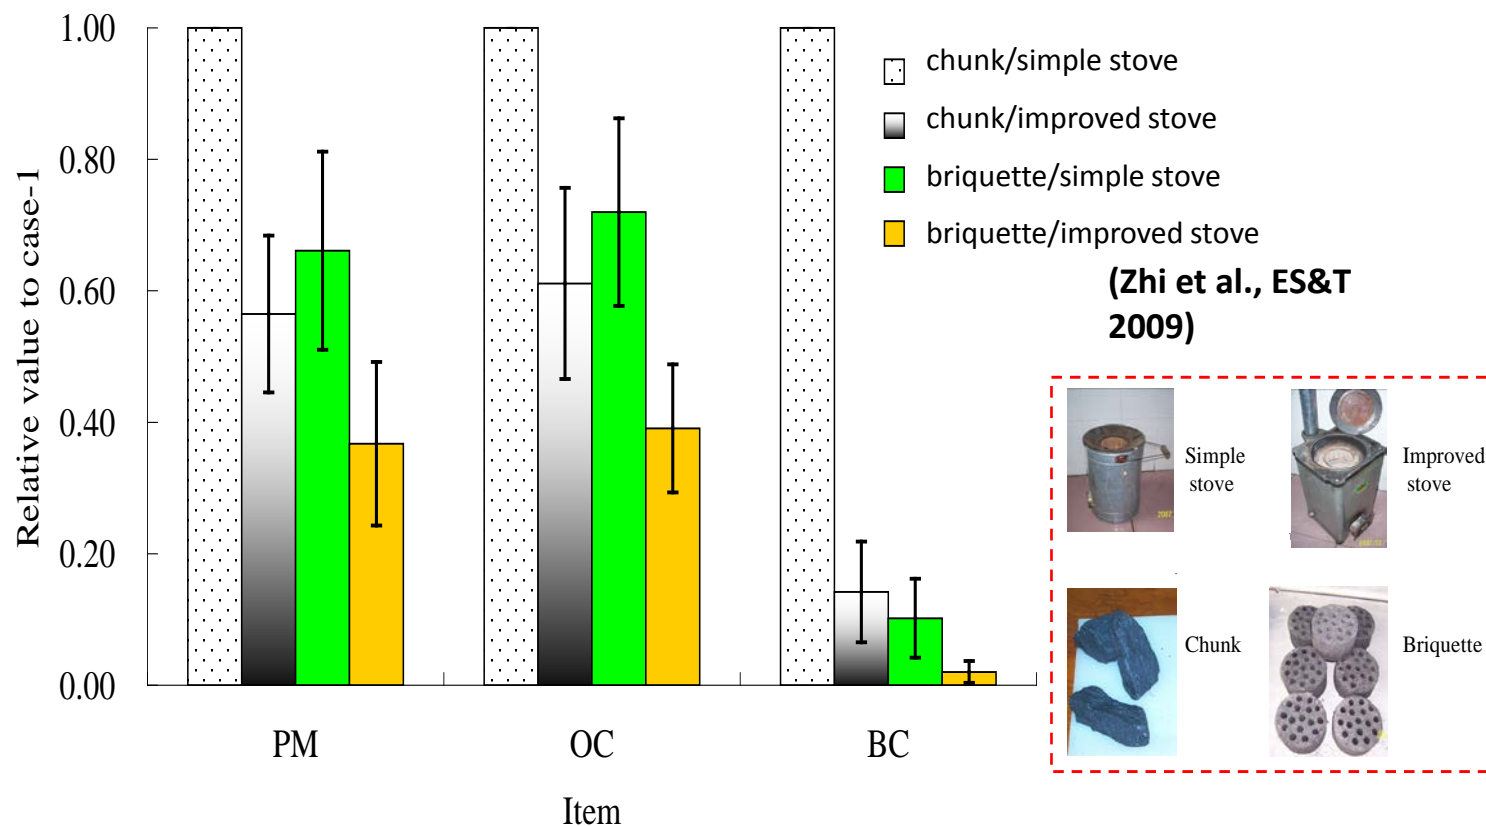 1.00
0.80
0.60
0.40
0.20
0.00
Relative value to case-1
PM
OC
BC
Item
chunk/simple stove
chunk/improved stove
briquette/simple stove
briquette/improved stove
(Zhi et al., ES&T
2009)
Simple
stove
Improved
stove
Chunk
Briquette